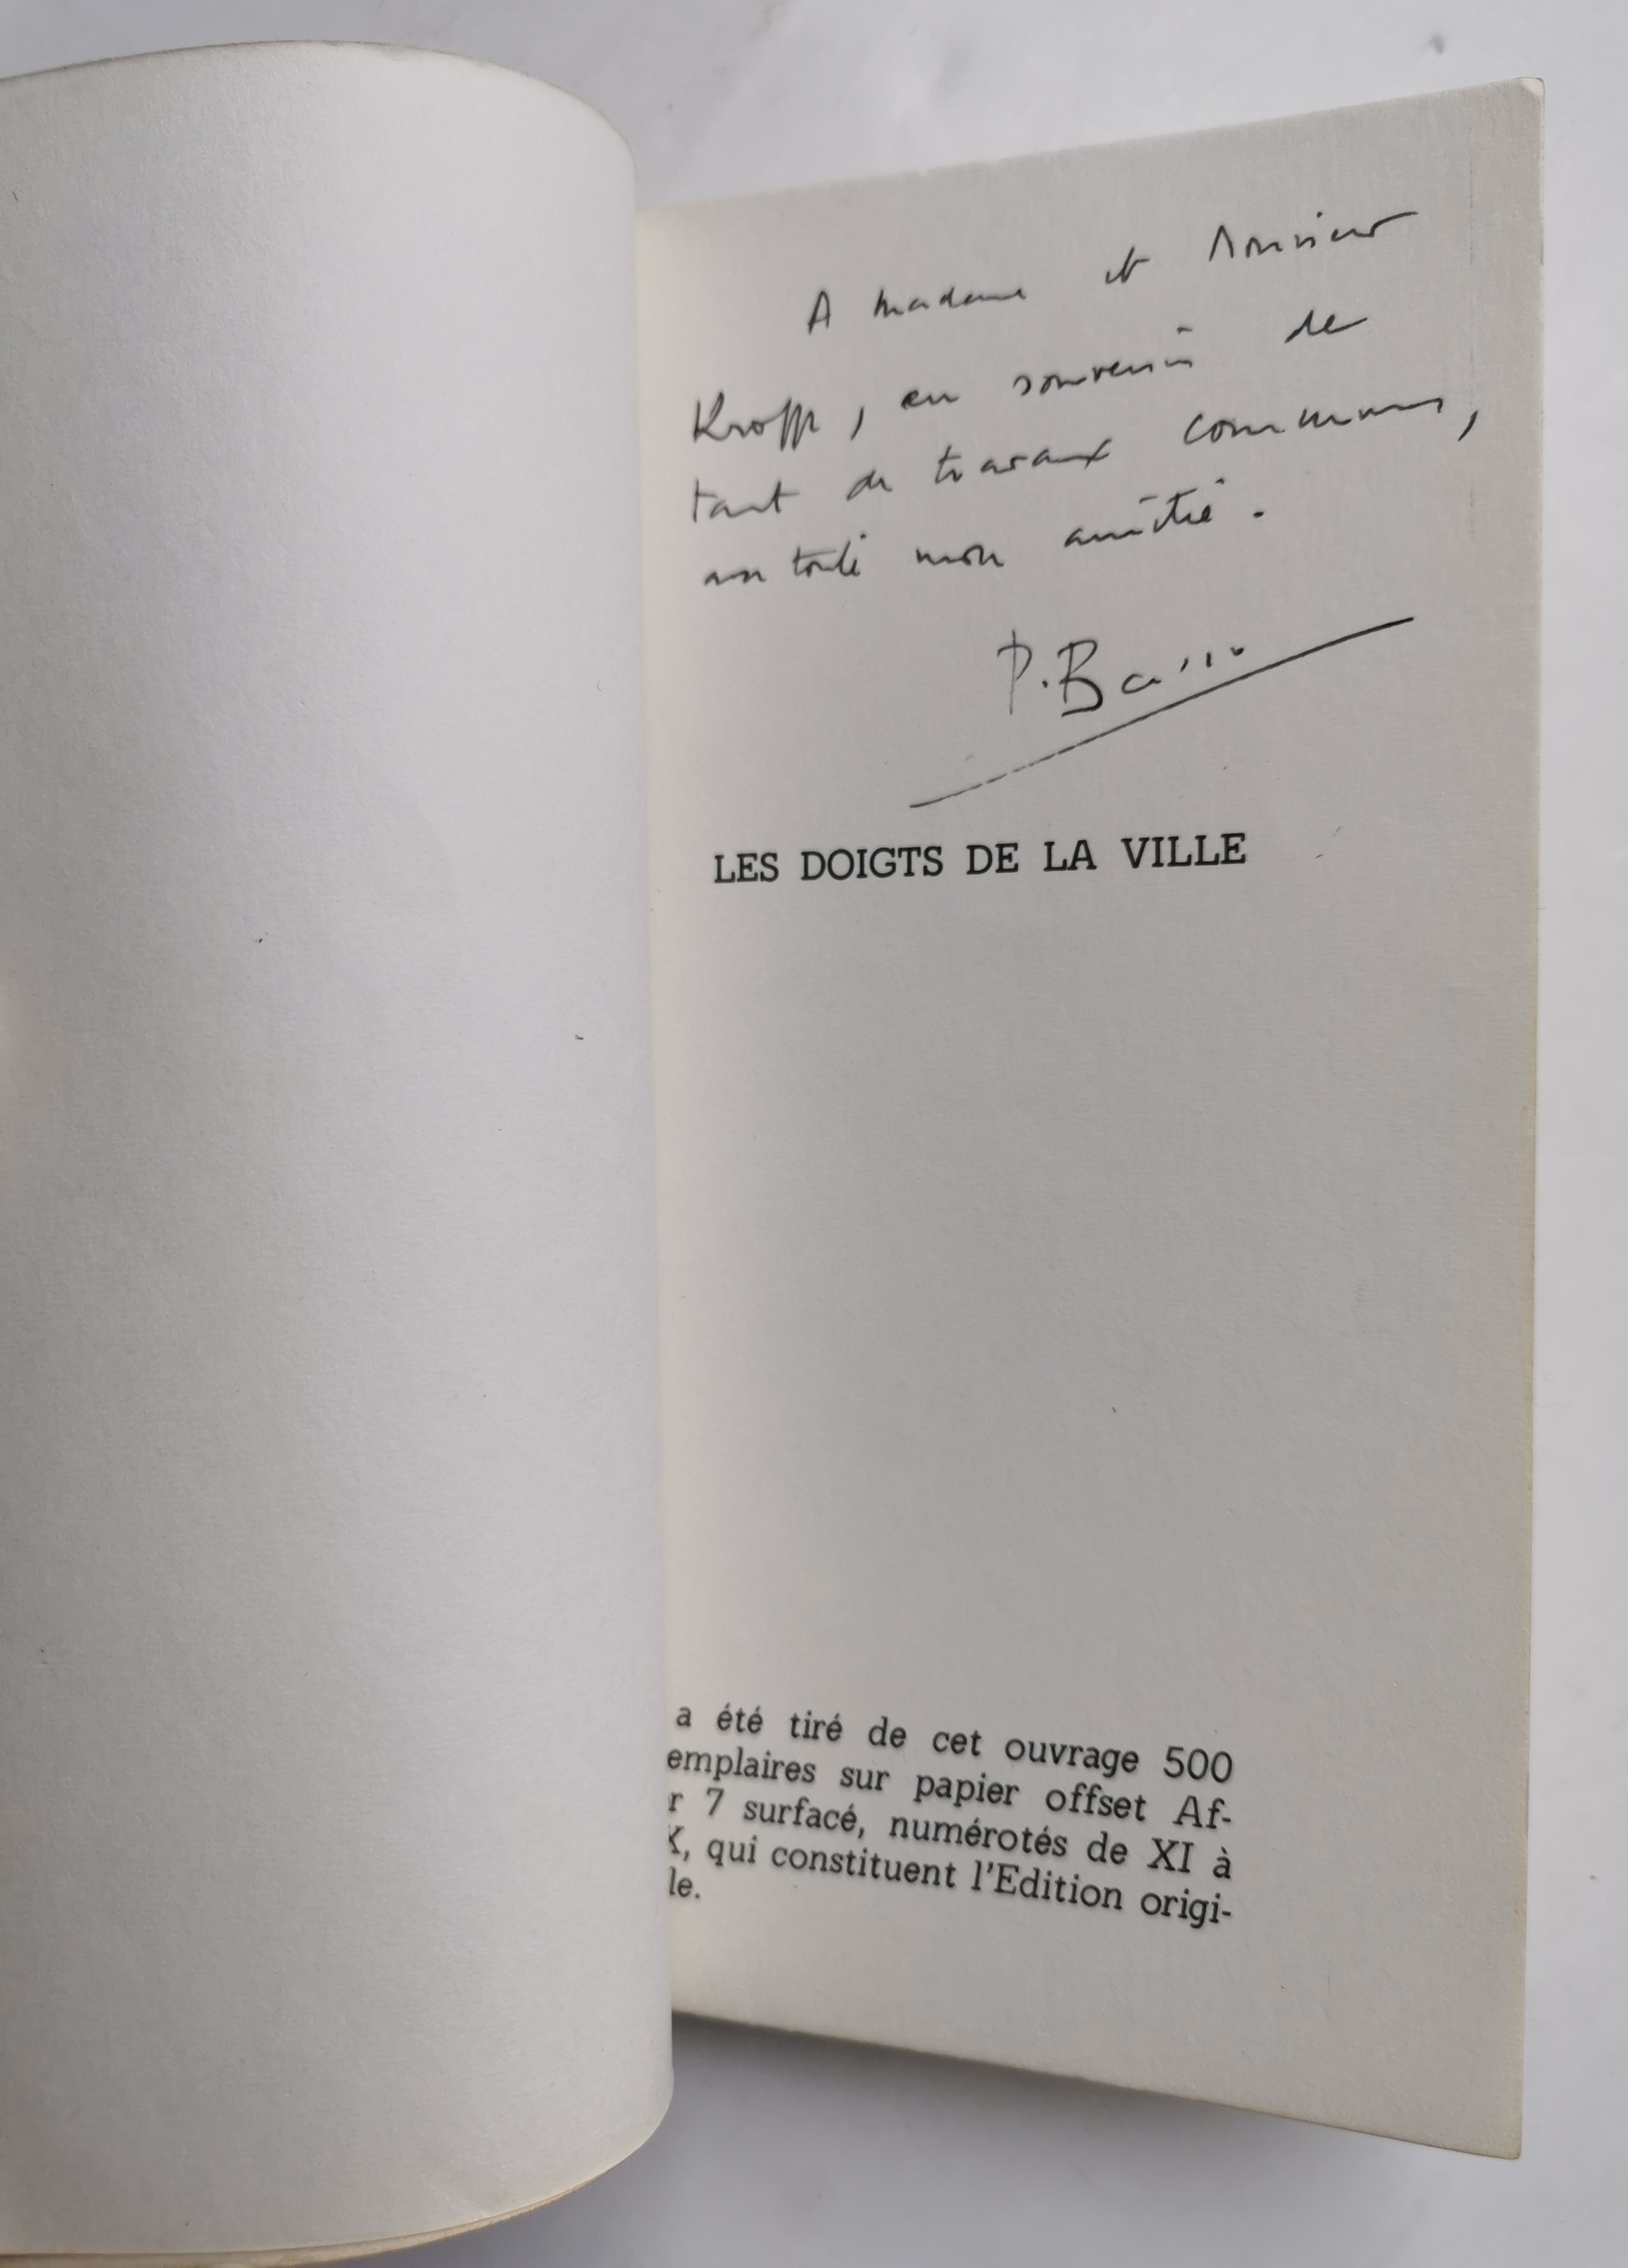 A madame et Monsieur
Kropp, en souvenir de
tant de travaux communs,
toute mon amitié.
P.
LES DOIGTS DE LA VILLE
a été tiré de cet ouvrage 500
emplaires sur papier offset Af-
r 7 surfacé, numérotés de XI à
X, qui constituent l'Edition origi-
le.